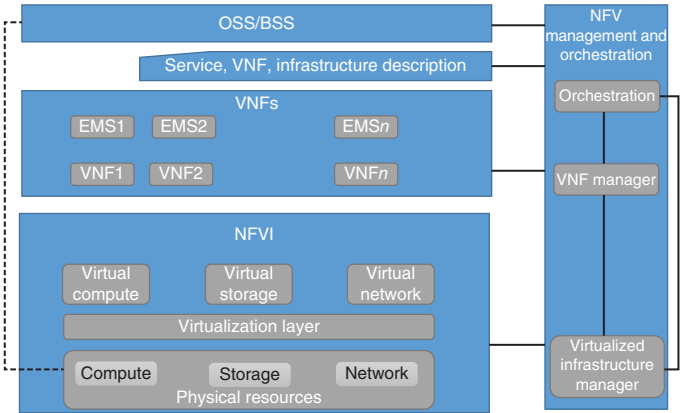 OSS/BSS
Service, VNF, infrastructure description
VNFs
EMS1
EMS2
EMSn
VNF1
VNF2
VNFn
NFVI
Virtual
compute
Virtual
storage
Virtual
network
Virtualization layer
Compute
Storage
Network
Physical resources
NFV
management and
orchestration
Orchestration
VNF manager
Virtualized
infrastructure
manager